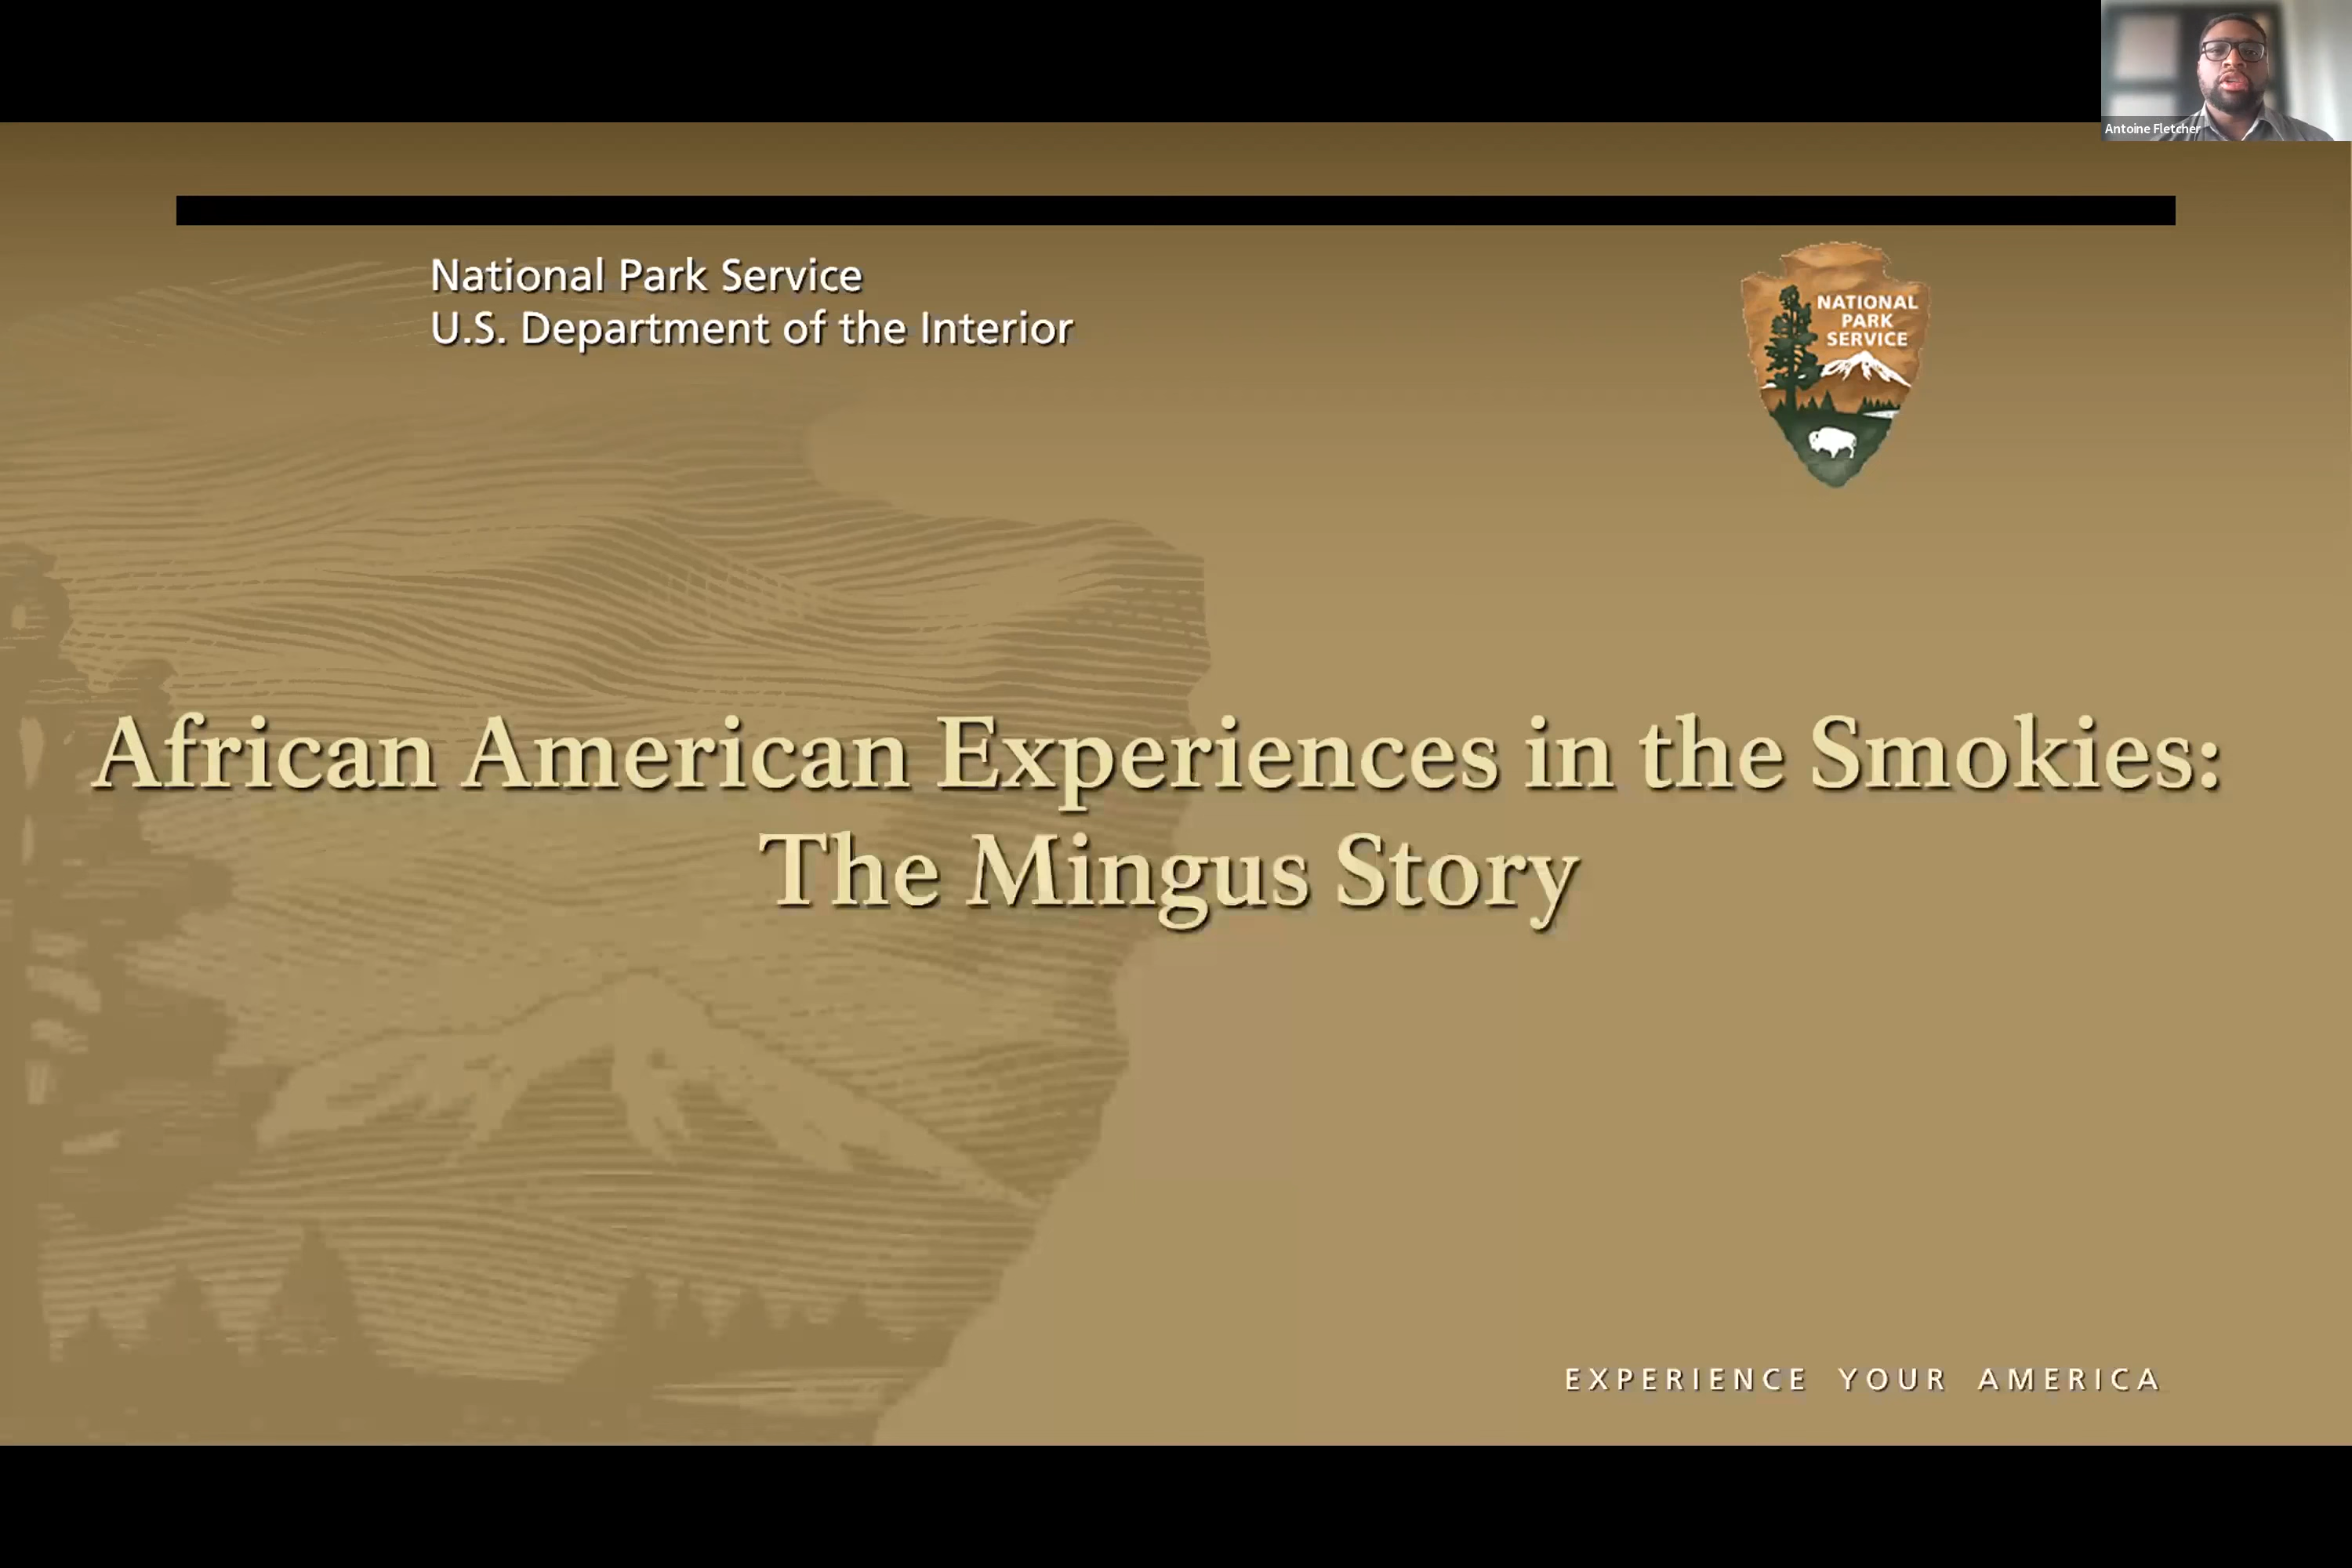 Antoine Fletcher
National Park Service
U.S. Department of the Interior
NATIONAL
PARK
SERVICE
African American Experiences in the Smokies:
The Mingus Story
EXPERIENCE YOUR AMERICA